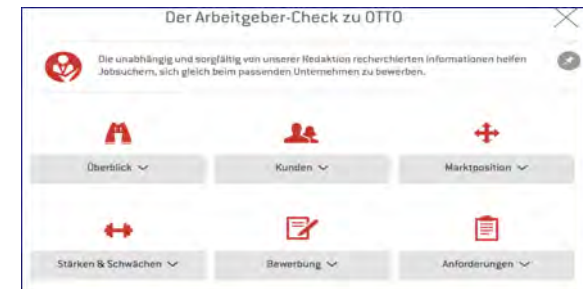 Der Arbeitgeber-Check zu OTTO
Die unabhängig und sorgfältig von unserer Redaktion recherchierten Informationen helfen
Jobsuchern, sich gleich beim passenden Unternehmen zu bewerben.
Überblick
Kunden
Marktposition
Stärken & Schwächen
Bewerbung
Anforderungen